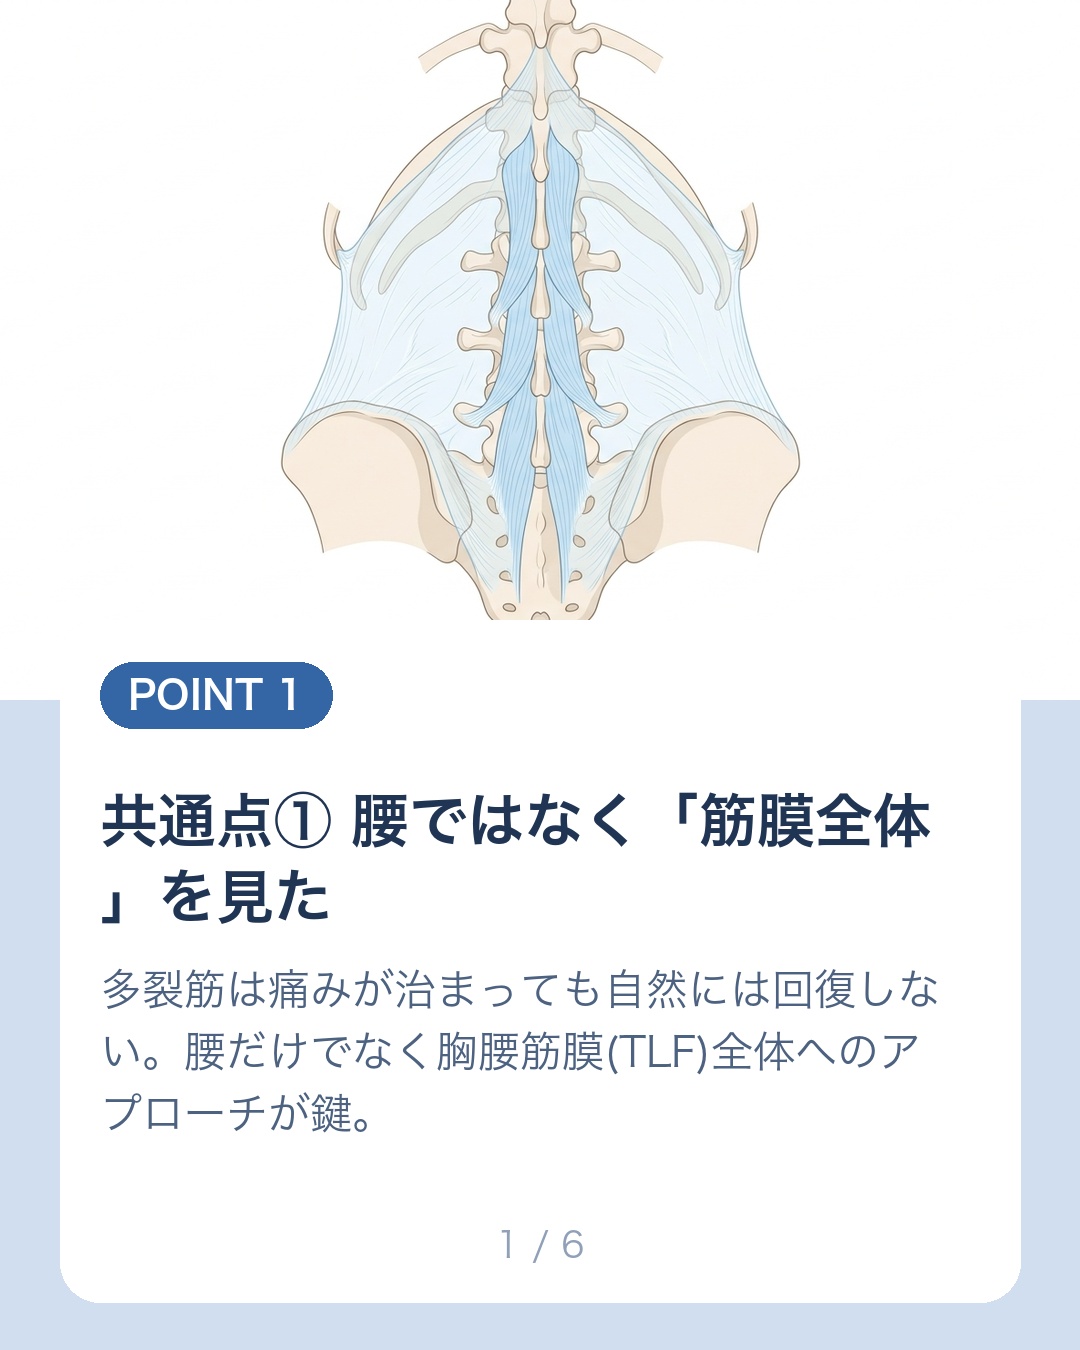 POINT 1
共通点① 腰ではなく「筋膜全体
」を見た
多裂筋は痛みが治まっても自然には回復しな
い。腰だけでなく胸腰筋膜(TLF)全体へのア
プローチが鍵。
1 / 6